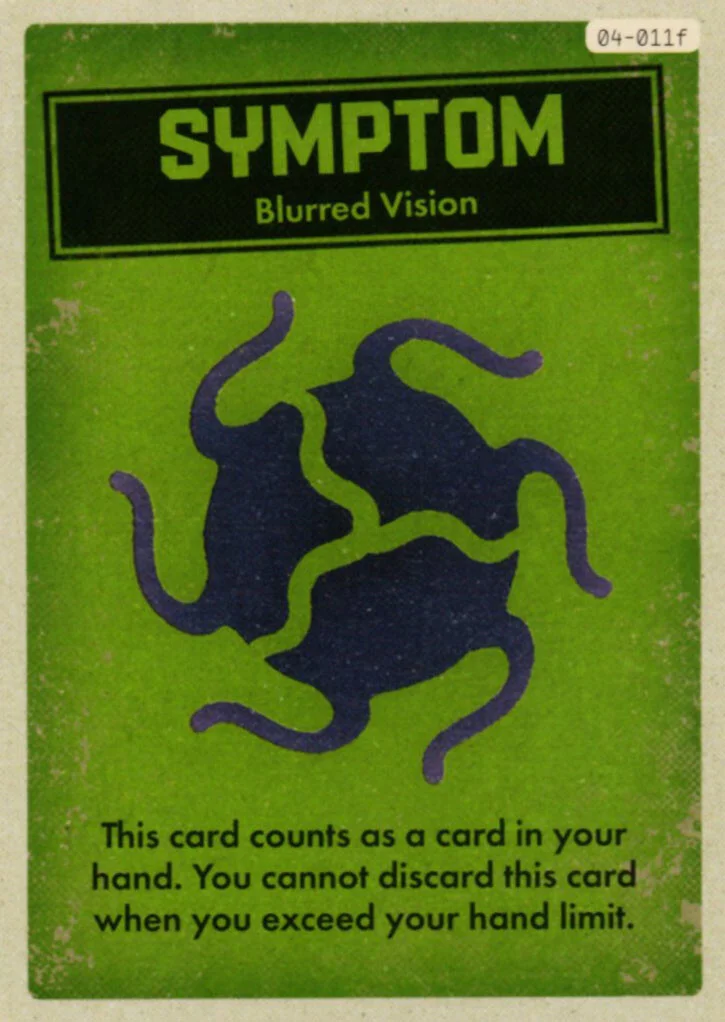 04-011f
SYMPTOM
Blurred Vision
This card counts as a card in your
hand. You cannot discard this card
when you exceed your hand limit.